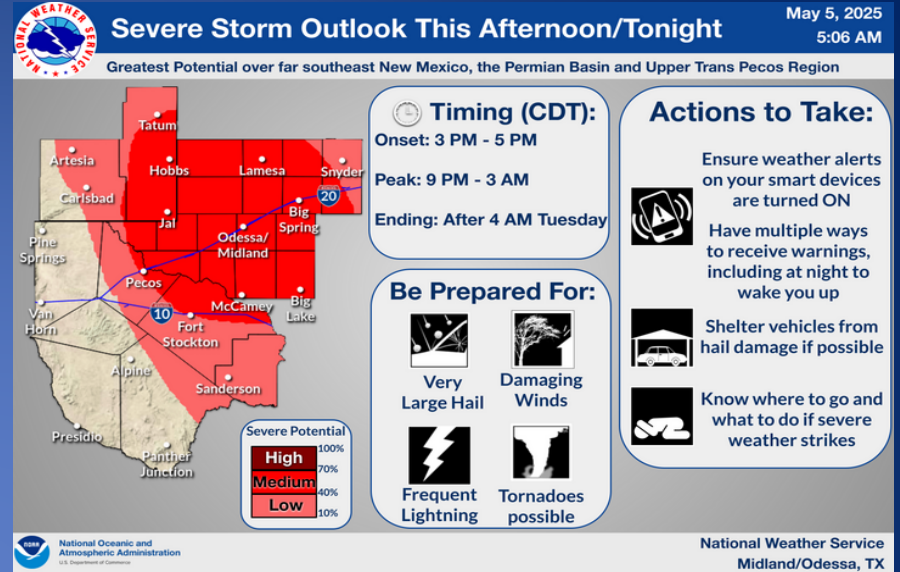 NATIONAL WEATHER SERVICE
Severe Storm Outlook This Afternoon/Tonight
May 5, 2025
5:06 AM
Greatest Potential over far southeast New Mexico, the Permian Basin and Upper Trans Pecos Region
Tatum
Artesia
Hobbs
Lamesa
Snyder
Carlsbad
20
Jal
Big
Spring
Odessa/
Midland
Pine
Springs
Pecos
McCamey
Big
Lake
Van
Horn
10
Fort
Stockton
Alpine
Sanderson
Presidio
Panther
Junction
Severe Potential
High
Medium
Low
100%
70%
40%
10%
Timing (CDT):
Onset: 3 PM - 5 PM
Peak: 9 PM - 3 AM
Ending: After 4 AM Tuesday
Be Prepared For:
Very
Large Hail
Damaging
Winds
Frequent
Lightning
Tornadoes
possible
Actions to Take:
Ensure weather alerts
on your smart devices
are turned ON
Have multiple ways
to receive warnings,
including at night to
wake you up
Shelter vehicles from
hail damage if possible
Know where to go and
what to do if severe
weather strikes
NOAA
National Oceanic and
Atmospheric Administration
U.S. Department of Commerce
National Weather Service
Midland/Odessa, TX